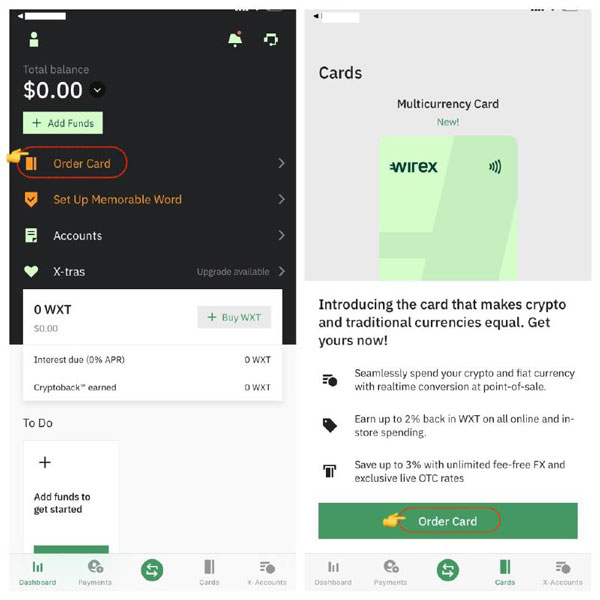 Total balance
$0.00
+ Add Funds
Order Card
Set Up Memorable Word
Accounts
X-tras
Upgrade available
0 WXT
$0.00
+ Buy WXT
Interest due (0% APR)
0 WXT
Cryptoback™ earned
0 WXT
To Do
+
Add funds to
get started
Dashboard
Payments
Cards
X-Accounts
Cards
Multicurrency Card
New!
wirex
Introducing the card that makes crypto
and traditional currencies equal. Get
yours now!
Seamlessly spend your crypto and fiat currency
with realtime conversion at point-of-sale.
Earn up to 2% back in WXT on all online and in-
store spending.
Save up to 3% with unlimited fee-free FX and
exclusive live OTC rates
Order Card
Dashboard
Payments
Cards
X-Accounts